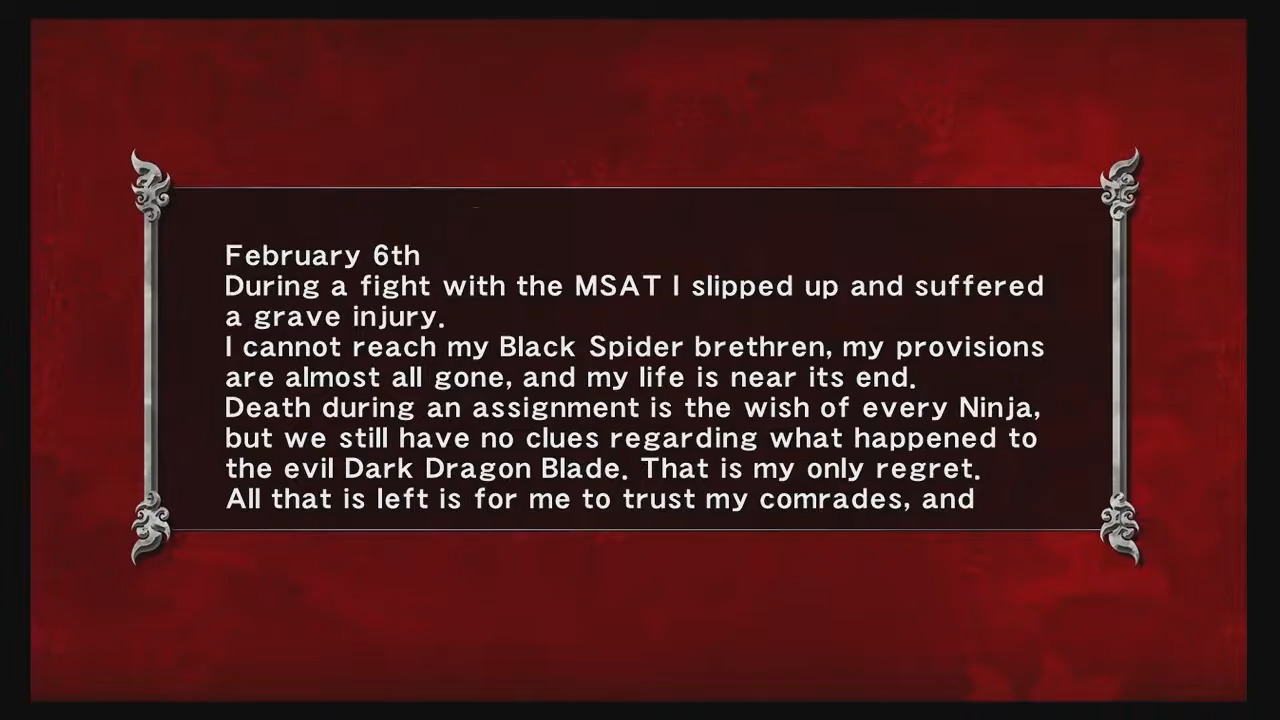 February 6th
During a fight with the MSAT I slipped up and suffered
a grave injury.
I cannot reach my Black Spider brethren, my provisions
are almost all gone, and my life is near its end.
Death during an assignment is the wish of every Ninja,
but we still have no clues regarding what happened to
the evil Dark Dragon Blade. That is my only regret.
All that is left is for me to trust my comrades, and